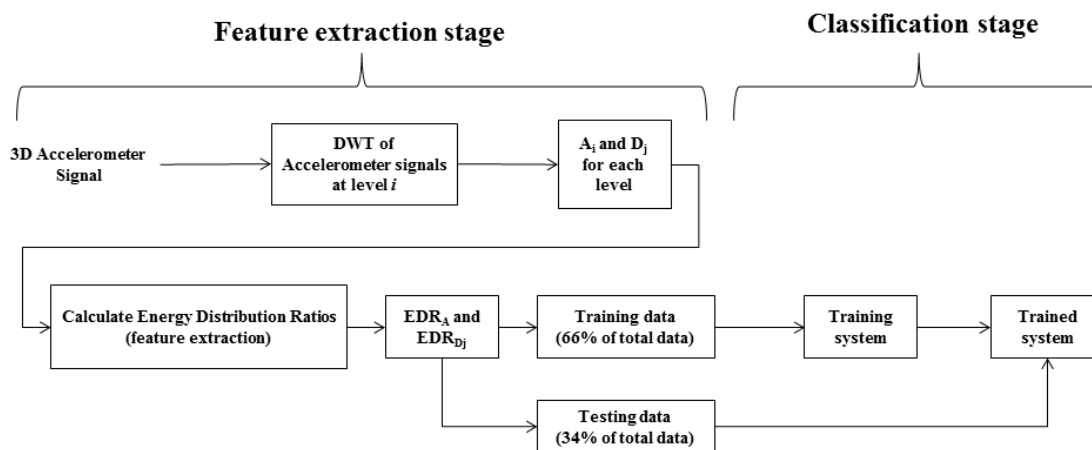 Feature extraction stage
Classification stage
3D Accelerometer
Signal
DWT of
Accelerometer signals
at level i
Ai and Dj
for each
level
Calculate Energy Distribution Ratios
(feature extraction)
EDRA and
EDRDj
Training data
(66% of total data)
Training
system
Trained
system
Testing data
(34% of total data)